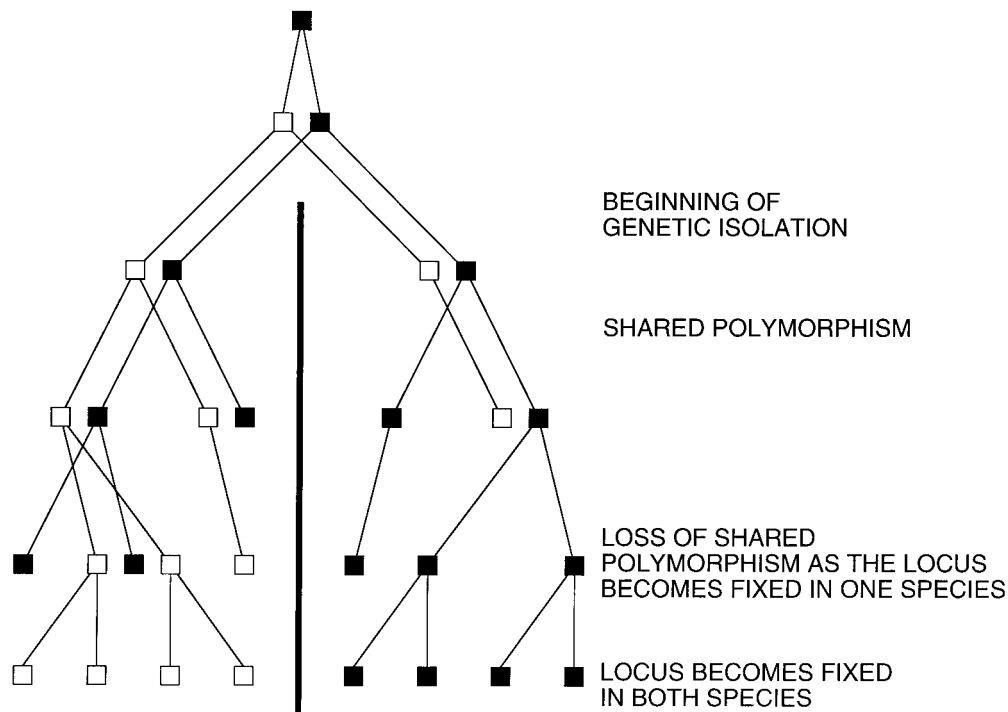 BEGINNING OF
GENETIC ISOLATION
SHARED POLYMORPHISM
LOSS OF SHARED
POLYMORPHISM AS THE LOCUS
BECOMES FIXED IN ONE SPECIES
LOCUS BECOMES FIXED
IN BOTH SPECIES